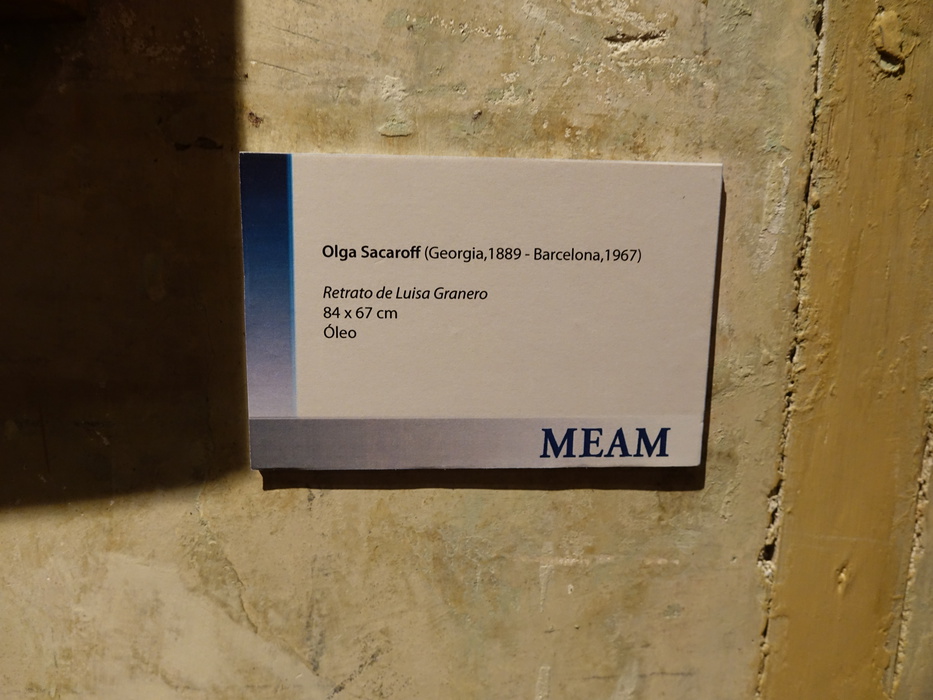 Olga Sacaroff (Georgia,1889 - Barcelona,1967)
Retrato de Luisa Granero
84 x 67 cm
Óleo
MEAM